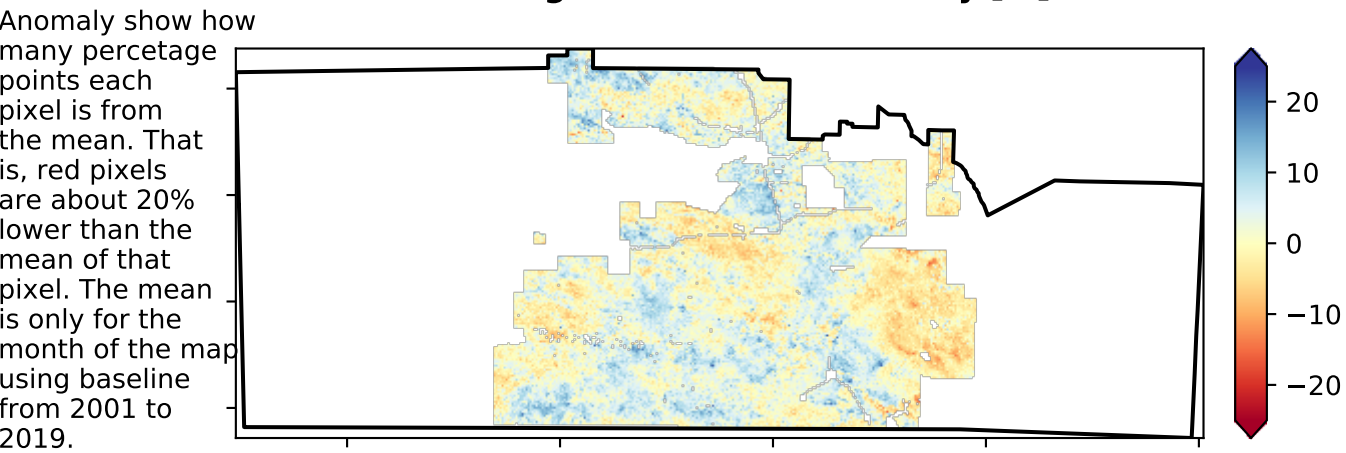 Anomaly show how
many percetage
points each
pixel is from
the mean. That
is, red pixels
are about 20%
lower than the
mean of that
pixel. The mean
is only for the
month of the map
using baseline
from 2001 to
2019.
20
10
0
−10
−20